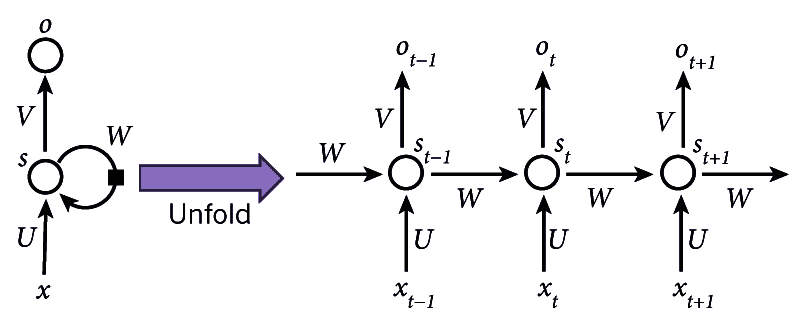 o
V
W
s
U
x
Unfold
o_{t-1}
o_t
o_{t+1}
V
V
V
s_{t-1}
s_t
s_{t+1}
W
W
W
W
U
U
U
x_{t-1}
x_t
x_{t+1}